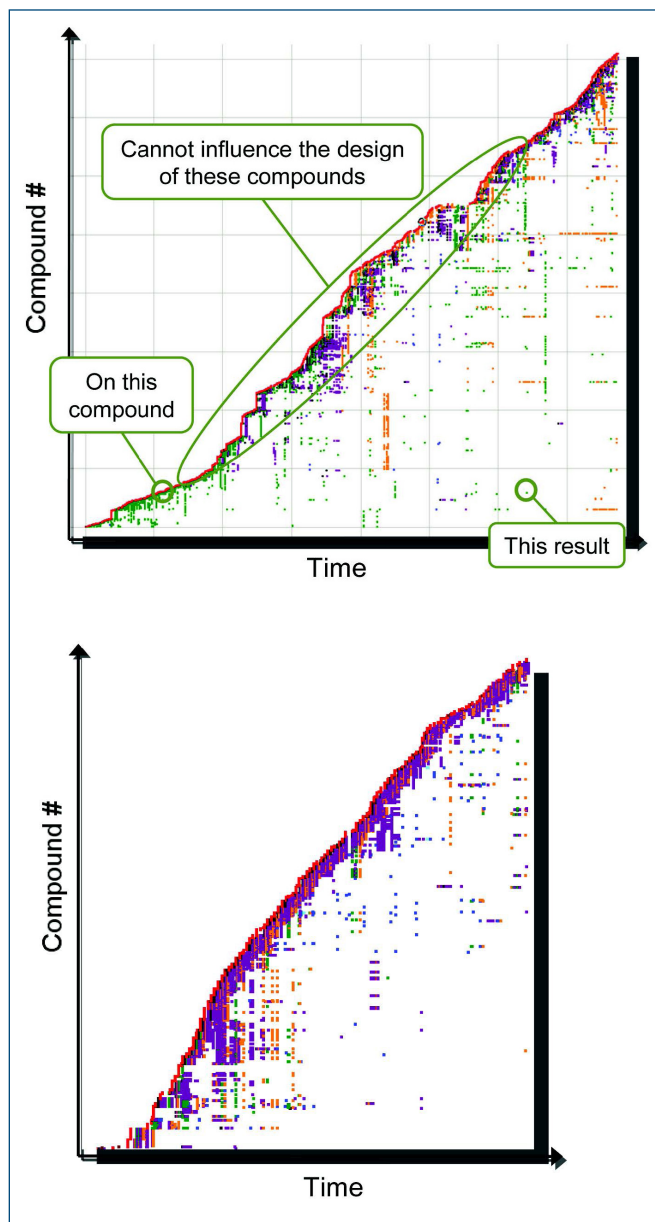 Cannot influence the design
of these compounds
Compound #
On this
compound
This result
Time
Compound #
Time